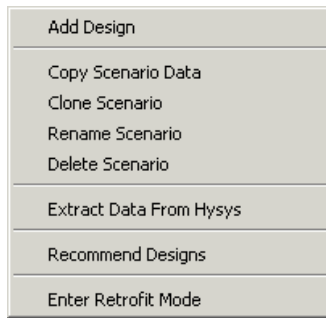 Add Design
Copy Scenario Data
Clone Scenario
Rename Scenario
Delete Scenario
Extract Data From Hysys
Recommend Designs
Enter Retrofit Mode